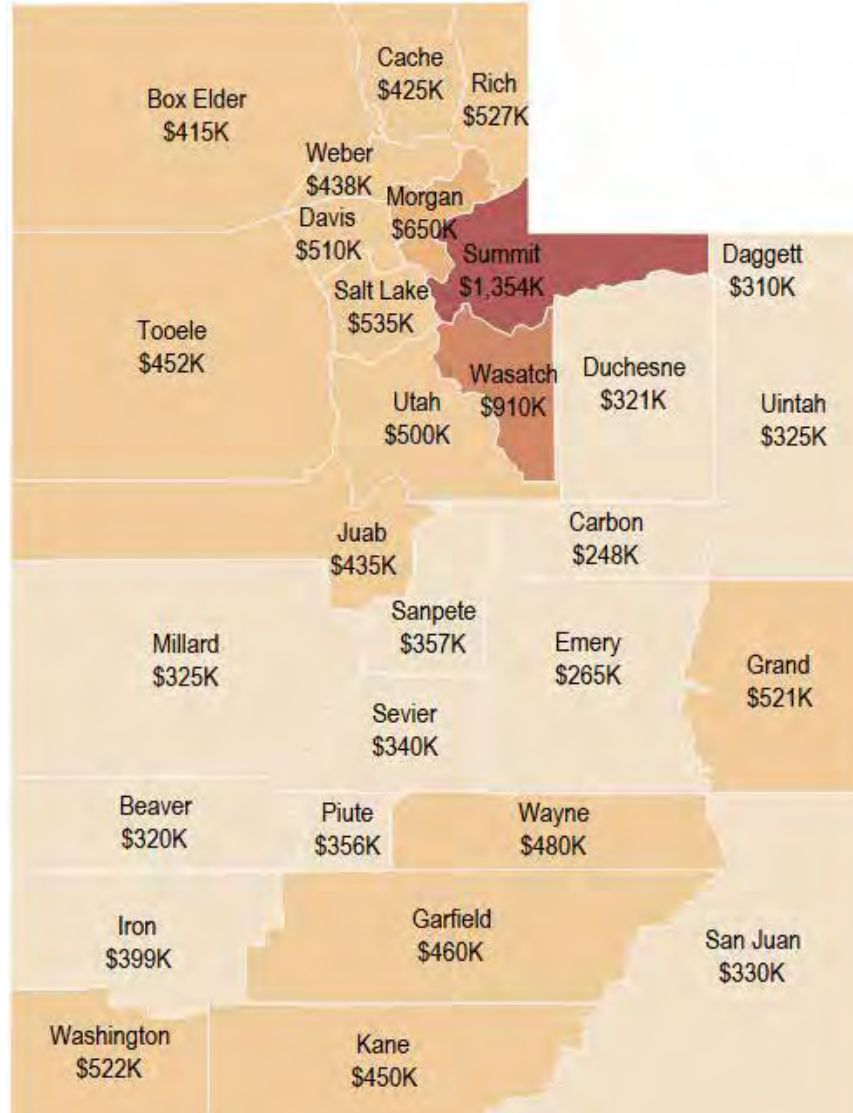 Cache
$425K
Rich
$527K
Box Elder
$415K
Weber
$438K
Morgan
$650K
Davis
$510K
Summit
$1,354K
Daggett
$310K
Salt Lake
$535K
Tooele
$452K
Wasatch
$910K
Duchesne
$321K
Uintah
$325K
Utah
$500K
Juab
$435K
Carbon
$248K
Sanpete
$357K
Millard
$325K
Emery
$265K
Grand
$521K
Sevier
$340K
Beaver
$320K
Piute
$356K
Wayne
$480K
Iron
$399K
Garfield
$460K
San Juan
$330K
Washington
$522K
Kane
$450K